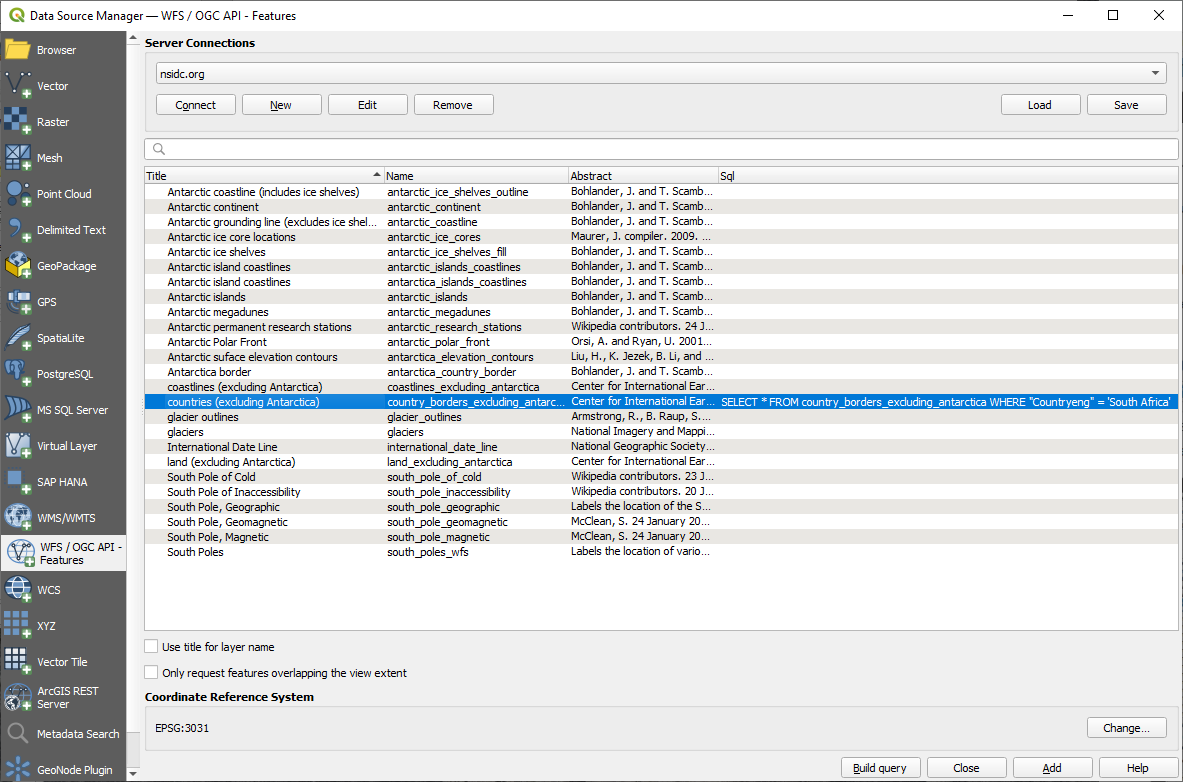 Data Source Manager — WFS / OGC API - Features
Browser
Vector
Raster
Mesh
Point Cloud
Delimited Text
GeoPackage
GPS
SpatiaLite
PostgreSQL
MS SQL Server
Virtual Layer
SAP HANA
WMS/WMTS
WFS / OGC API -
Features
WCS
XYZ
Vector Tile
ArcGIS REST
Server
Metadata Search
GeoNode Plugin
Server Connections
nsidc.org
Connect New Edit Remove Load Save
Title Name Abstract Sql
Antarctic coastline (includes ice shelves) antarctic_ice_shelves_outline Bohlander, J. and T. Scamb...
Antarctic continent antarctic_continent Bohlander, J. and T. Scamb...
Antarctic grounding line (excludes ice shel... antarctic_coastline Bohlander, J. and T. Scamb...
Antarctic ice core locations antarctic_ice_cores Maurer, J. compiler. 2009. ...
Antarctic ice shelves antarctic_ice_shelves_fill Bohlander, J. and T. Scamb...
Antarctic island coastlines antarctic_islands_coastlines Bohlander, J. and T. Scamb...
Antarctic island coastlines antarctica_islands_coastlines Bohlander, J. and T. Scamb...
Antarctic islands antarctic_islands Bohlander, J. and T. Scamb...
Antarctic megadunes antarctic_megadunes Bohlander, J. and T. Scamb...
Antarctic permanent research stations antarctic_research_stations Wikipedia contributors. 24 J...
Antarctic Polar Front antarctic_polar_front Orsi, A. and Ryan, U. 2001...
Antarctic suface elevation contours antarctica_elevation_contours Liu, H., K. Jezek, B. Li, and ...
Antarctica border antarctica_country_border Bohlander, J. and T. Scamb...
coastlines (excluding Antarctica) coastlines_excluding_antarctica Center for International Ear...
countries (excluding Antarctica) country_borders_excluding_antarc... Center for International Ear... SELECT * FROM country_borders_excluding_antarctica WHERE "Countryeng" = 'South Africa'
glacier outlines glacier_outlines Armstrong, R., B. Raup, S....
glaciers glaciers National Imagery and Mappi...
International Date Line international_date_line National Geographic Society...
land (excluding Antarctica) land_excluding_antarctica Center for International Ear...
South Pole of Cold south_pole_of_cold Wikipedia contributors. 23 J...
South Pole of Inaccessibility south_pole_inaccessibility Wikipedia contributors. 20 J...
South Pole, Geographic south_pole_geographic Labels the location of the S...
South Pole, Geomagnetic south_pole_geomagnetic McClean, S. 24 January 20...
South Pole, Magnetic south_pole_magnetic McClean, S. 24 January 20...
South Poles south_poles_wfs Labels the location of vario...
Use title for layer name
Only request features overlapping the view extent
Coordinate Reference System
EPSG:3031 Change...
Build query Close Add Help